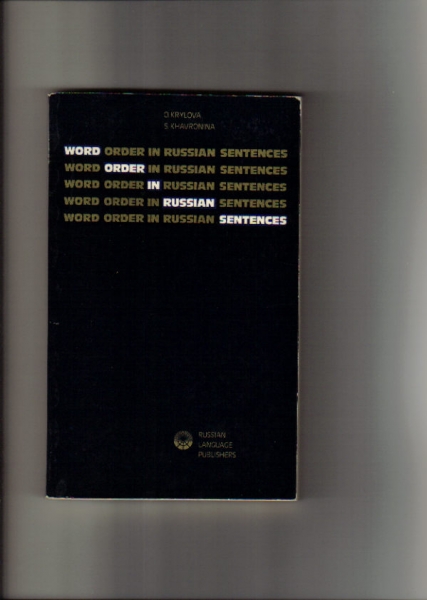 O KRYLOVA
S KHAVRONINA
WORD ORDER IN RUSSIAN SENTENCES
WORD ORDER IN RUSSIAN SENTENCES
WORD ORDER IN RUSSIAN SENTENCES
WORD ORDER IN RUSSIAN SENTENCES
WORD ORDER IN RUSSIAN SENTENCES
RUSSIAN
LANGUAGE
PUBLISHERS